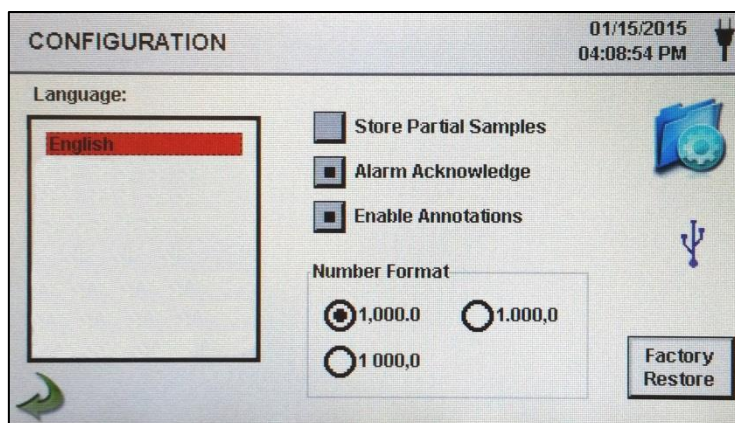 CONFIGURATION
01/15/2015
04:08:54 PM
Language:
English
Store Partial Samples
Alarm Acknowledge
Enable Annotations
Number Format
1,000.0
1.000,0
1 000,0
Factory
Restore